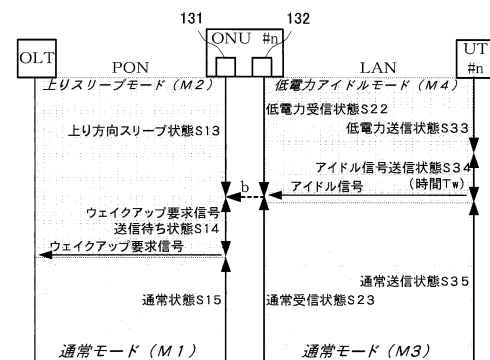 131
132
OLT
PON
ONU #n
LAN
UT
#n
上りスリープモード(M2)
低電力アイドルモード(M4)
低電力受信状態S22
上り方向スリープ状態S13
低電力送信状態S33
アイドル信号送信状態S34
(時間Tw)
b
アイドル信号
ウェイクアップ要求信号
送信待ち状態S14
ウェイクアップ要求信号
通常送信状態S35
通常状態S15
通常受信状態S23
通常モード(M1)
通常モード(M3)